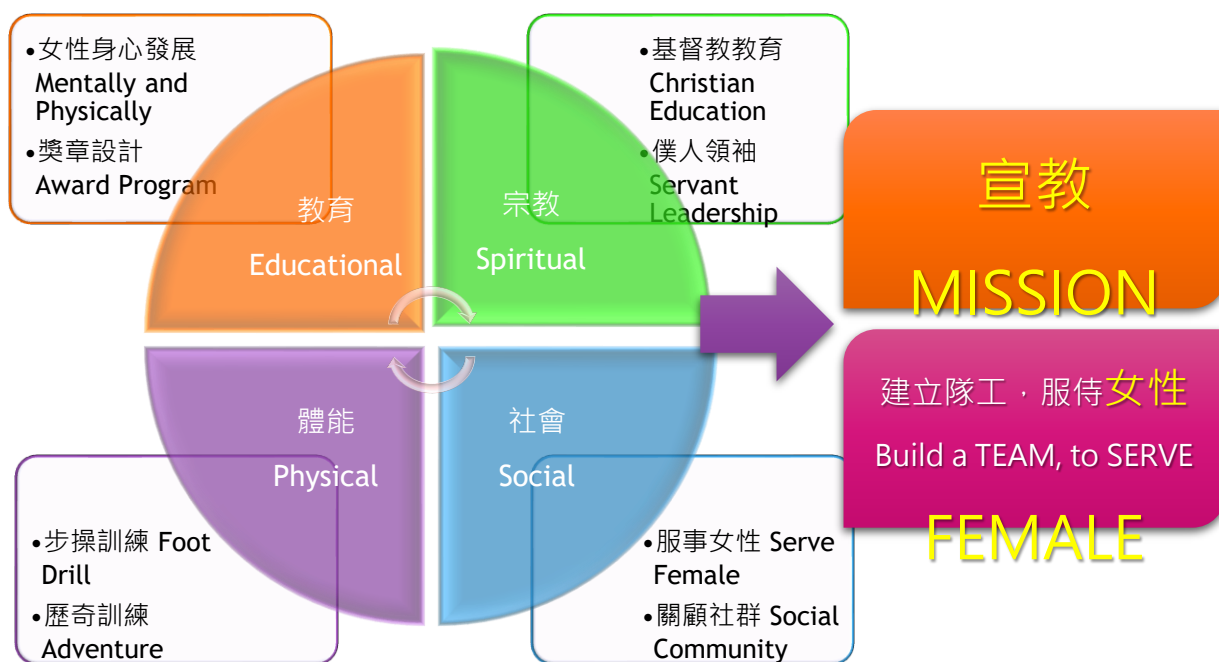 •女性身心發展
Mentally and
Physically
•獎章設計
Award Program
教育
Educational
•基督教教育
Christian
Education
•僕人領袖
Servant
Leadership
宗教
Spiritual
體能
Physical
•步操訓練 Foot
Drill
•歷奇訓練
Adventure
社會
Social
•服事女性 Serve
Female
•關顧社群 Social
Community
宣教
MISSION
建立隊工，服侍女性
Build a TEAM, to SERVE
FEMALE